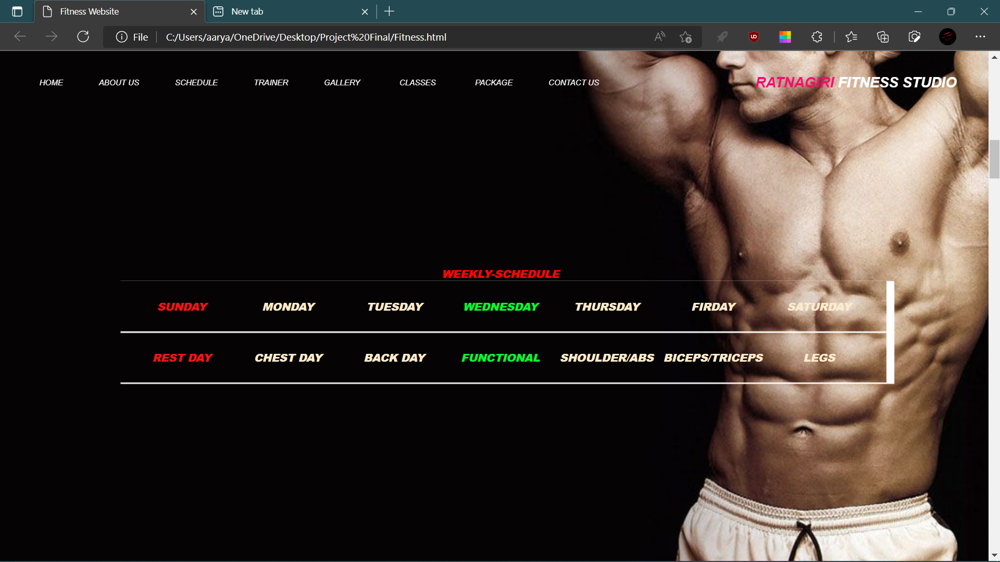 Fitness Website
New tab
File
C:/Users/aarya/OneDrive/Desktop/Project%20Final/Fitness.html
HOME ABOUT US SCHEDULE TRAINER GALLERY CLASSES PACKAGE CONTACT US RATNAGIRI FITNESS STUDIO
WEEKLY-SCHEDULE
SUNDAY MONDAY TUESDAY WEDNESDAY THURSDAY FIRDAY SATURDAY
REST DAY CHEST DAY BACK DAY FUNCTIONAL SHOULDER/ABS BICEPS/TRICEPS LEGS